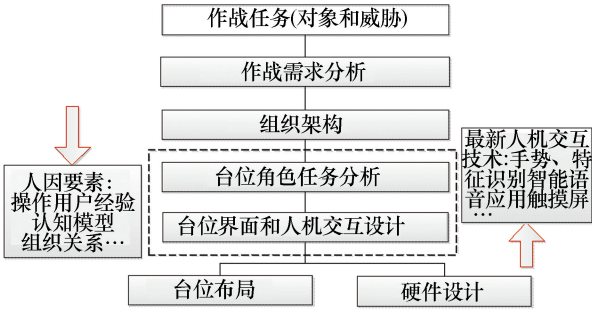 作战任务(对象和威胁)
作战需求分析
组织架构
台位角色任务分析
台位界面和人机交互设计
台位布局
硬件设计
人因要素:
操作用户经验
认知模型
组织关系…
最新人机交互
技术:手势、特
征识别智能语
音应用触摸屏
…